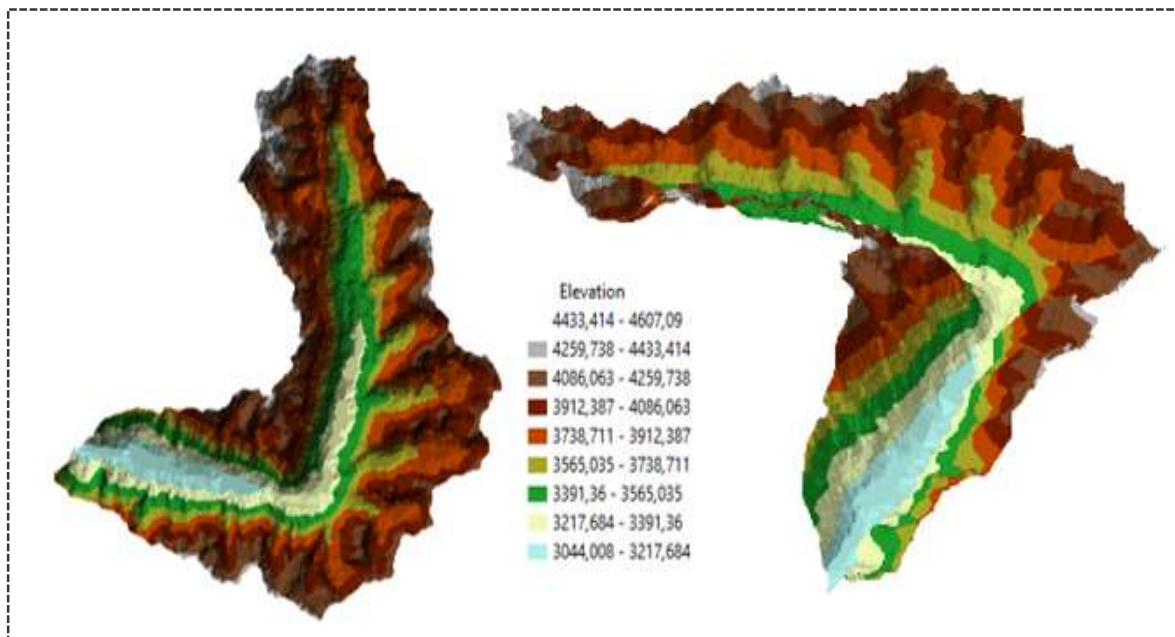 Elevation
4433,414 - 4607,09
4259,738 - 4433,414
4086,063 - 4259,738
3912,387 - 4086,063
3738,711 - 3912,387
3565,035 - 3738,711
3391,36 - 3565,035
3217,684 - 3391,36
3044,008 - 3217,684